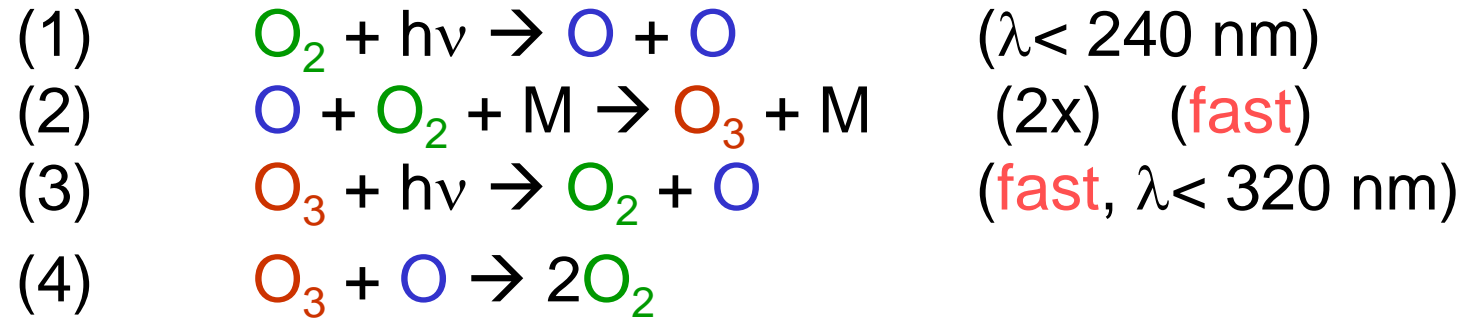 (1) O₂ + hν → O + O (λ< 240 nm)
(2) O + O₂ + M → O₃ + M (2x) (fast)
(3) O₃ + hν → O₂ + O (fast, λ< 320 nm)
(4) O₃ + O → 2O₂